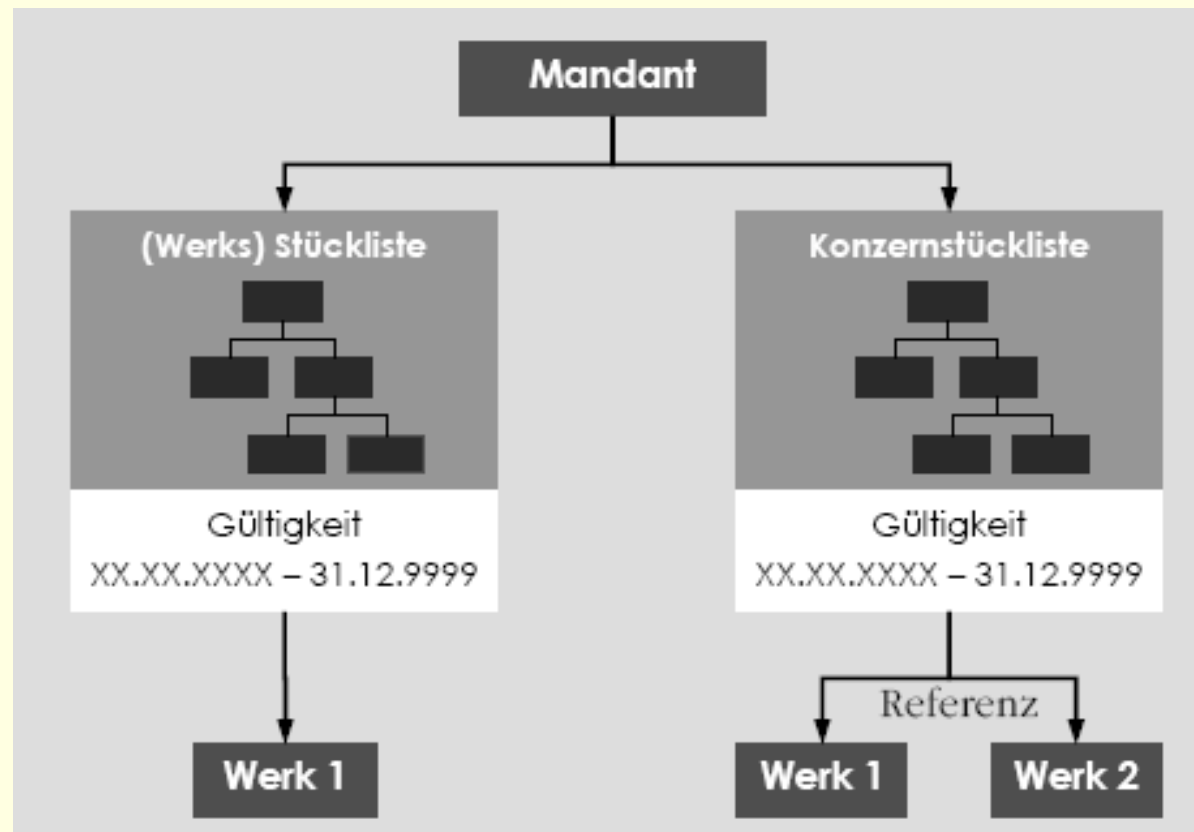 Mandant
(Werks) Stückliste
Konzernstückliste
Gültigkeit
XX.XX.XXXX – 31.12.9999
Gültigkeit
XX.XX.XXXX – 31.12.9999
Referenz
Werk 1
Werk 1
Werk 2